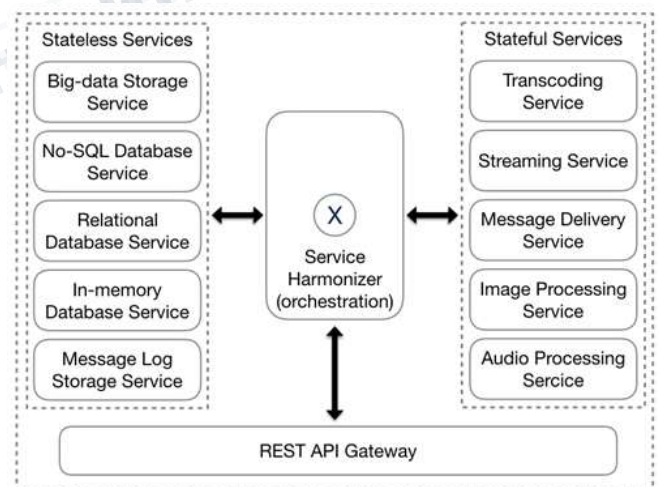 Stateless Services
Big-data Storage
Service
No-SQL Database
Service
Relational
Database Service
In-memory
Database Service
Message Log
Storage Service
X
Service
Harmonizer
(orchestration)
Stateful Services
Transcoding
Service
Streaming Service
Message Delivery
Service
Image Processing
Service
Audio Processing
Sercice
REST API Gateway